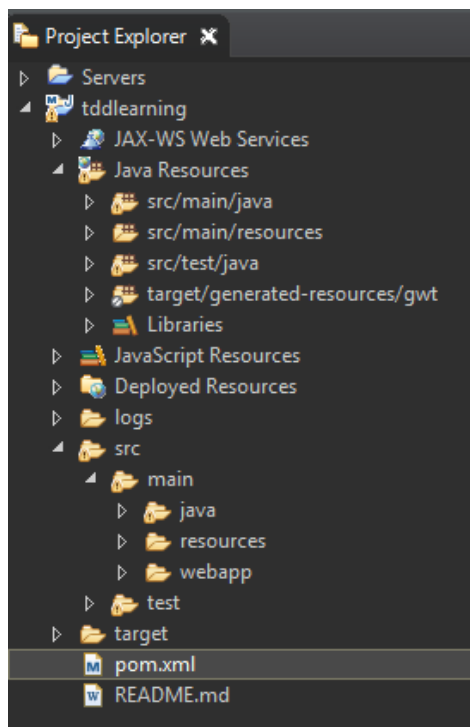 Project Explorer
Servers
tddlearning
JAX-WS Web Services
Java Resources
src/main/java
src/main/resources
src/test/java
target/generated-resources/gwt
Libraries
JavaScript Resources
Deployed Resources
logs
src
main
java
resources
webapp
test
target
pom.xml
README.md